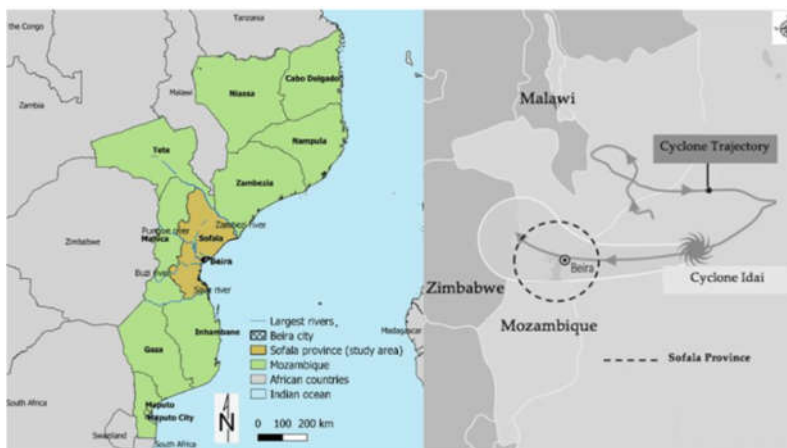 Tanzania
the Congo
Cabo Delgado
Malawi
Niassa
Zambia
Nampula
Tete
Zambezia
Zambezi river
Pungoe river
Sofala
Manica
Zimbabwe
Beira
Buzi river
Save river
Inhambane
Gaza
Madagascar
Maputo
Maputo City
South Africa
Swaziland
South Africa
Largest rivers
Beira city
Sofala province (study area)
Mozambique
African countries
Indian ocean
N
0 100 200 km
Malawi
Cyclone Trajectory
Beira
Zimbabwe
Cyclone Idai
Mozambique
Sofala Province